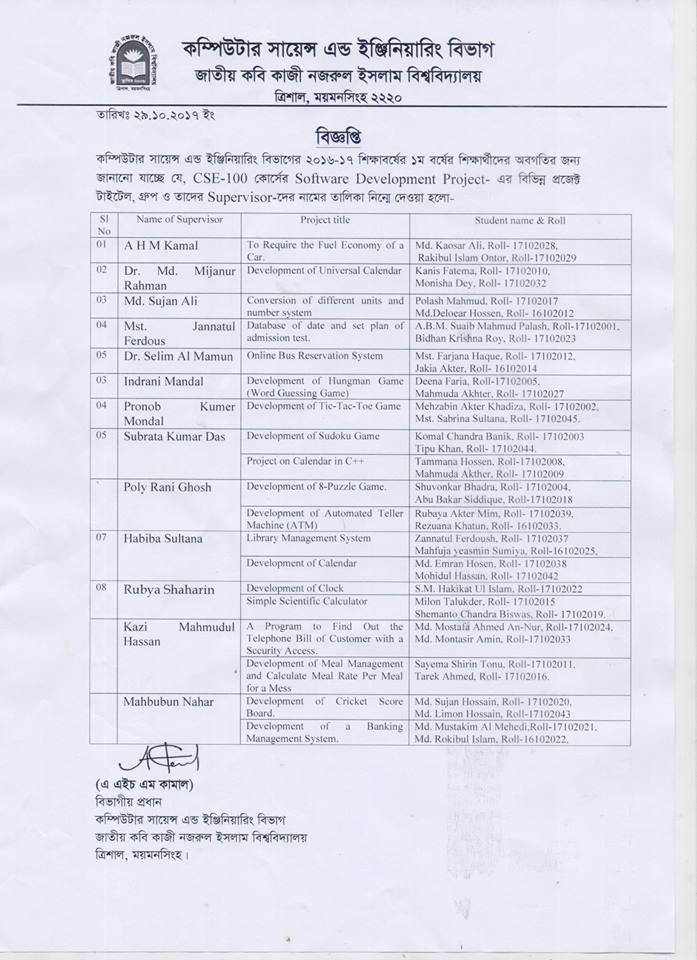 কম্পিউটার সায়েন্স এন্ড ইঞ্জিনিয়ারিং বিভাগ
জাতীয় কবি কাজী নজরুল ইসলাম বিশ্ববিদ্যালয়
ত্রিশাল, ময়মনসিংহ ২২২০
তারিখঃ ২৯.১০.২০১৭ ইং
বিজ্ঞপ্তি
কম্পিউটার সায়েন্স এন্ড ইঞ্জিনিয়ারিং বিভাগের ২০১৬-১৭ শিক্ষাবর্ষের ১ম বর্ষের শিক্ষার্থীদের অবগতির জন্য
জানানো যাচ্ছে যে, CSE-100 কোর্সের Software Development Project- এর বিভিন্ন প্রজেক্ট
টাইটেল, গ্রুপ ও তাদের Supervisor-দের নামের তালিকা নিম্নে দেওয়া হলো-
Sl No Name of Supervisor Project title Student name & Roll
01 A H M Kamal To Require the Fuel Economy of a Md. Kaosar Ali, Roll- 17102028,
Car. Rakibul Islam Ontor, Roll-17102029
02 Dr. Md. Mijanur Development of Universal Calendar Kanis Fatema, Roll- 17102010,
Rahman Monisha Dey, Roll- 17102032
03 Md. Sujan Ali Conversion of different units and Polash Mahmud, Roll- 17102017
number system Md.Deloear Hossen, Roll- 16102012
04 Mst. Jannatul Database of date and set plan of A.B.M. Suaib Mahmud Palash, Roll-17102001,
Ferdous admission test. Bidhan Krishna Roy, Roll- 17102023
05 Dr. Selim Al Mamun Online Bus Reservation System Mst. Farjana Haque, Roll- 17102012,
Jakia Akter, Roll- 16102014
03 Indrani Mandal Development of Hungman Game Deena Faria, Roll-17102005,
(Word Guessing Game) Mahmuda Akhter, Roll- 17102027
04 Pronob Kumer Development of Tic-Tac-Toe Game Mehzabin Akter Khadiza, Roll- 17102002,
Mondal Mst. Sabrina Sultana, Roll- 17102045.
05 Subrata Kumar Das Development of Sudoku Game Komal Chandra Banik, Roll- 17102003
Tipu Khan, Roll- 17102044.
Project on Calendar in C++ Tammana Hossen, Roll-17102008,
Mahmuda Akther, Roll- 17102009
Poly Rani Ghosh Development of 8-Puzzle Game. Shuvonkar Bhadra, Roll- 17102004,
Abu Bakar Siddique, Roll-17102018
Development of Automated Teller Rubaya Akter Mim, Roll- 17102039,
Machine (ATM) Rezuana Khatun, Roll- 16102033.
07 Habiba Sultana Library Management System Zannatul Ferdoush, Roll- 17102037
Mahfuja yeasmin Sumiya, Roll-16102025,
Development of Calendar Md. Emran Hosen, Roll- 17102038
Mohidul Hassan, Roll- 17102042
08 Rubya Shaharin Development of Clock S.M. Hakikat Ul Islam, Roll-17102022
Simple Scientific Calculator Milon Talukder, Roll- 17102015
Shemanto Chandra Biswas, Roll- 17102019.
Kazi Mahmudul A Program to Find Out the Md. Mostafa Ahmed An-Nur, Roll-17102024,
Hassan Telephone Bill of Customer with a Md. Montasir Amin, Roll-17102033
Security Access.
Development of Meal Management Sayema Shirin Tonu, Roll-17102011,
and Calculate Meal Rate Per Meal Tarek Ahmed, Roll- 17102016.
for a Mess
Mahbubun Nahar Development of Cricket Score Md. Sujan Hossain, Roll- 17102020,
Board. Md. Limon Hossain, Roll-17102043
Development of a Banking Md. Mustakim Al Mehedi,Roll-17102021,
Management System. Md. Rokibul Islam, Roll-16102022,
(এ এইচ এম কামাল)
বিভাগীয় প্রধান
কম্পিউটার সায়েন্স এন্ড ইঞ্জিনিয়ারিং বিভাগ
জাতীয় কবি কাজী নজরুল ইসলাম বিশ্ববিদ্যালয়
ত্রিশাল, ময়মনসিংহ।